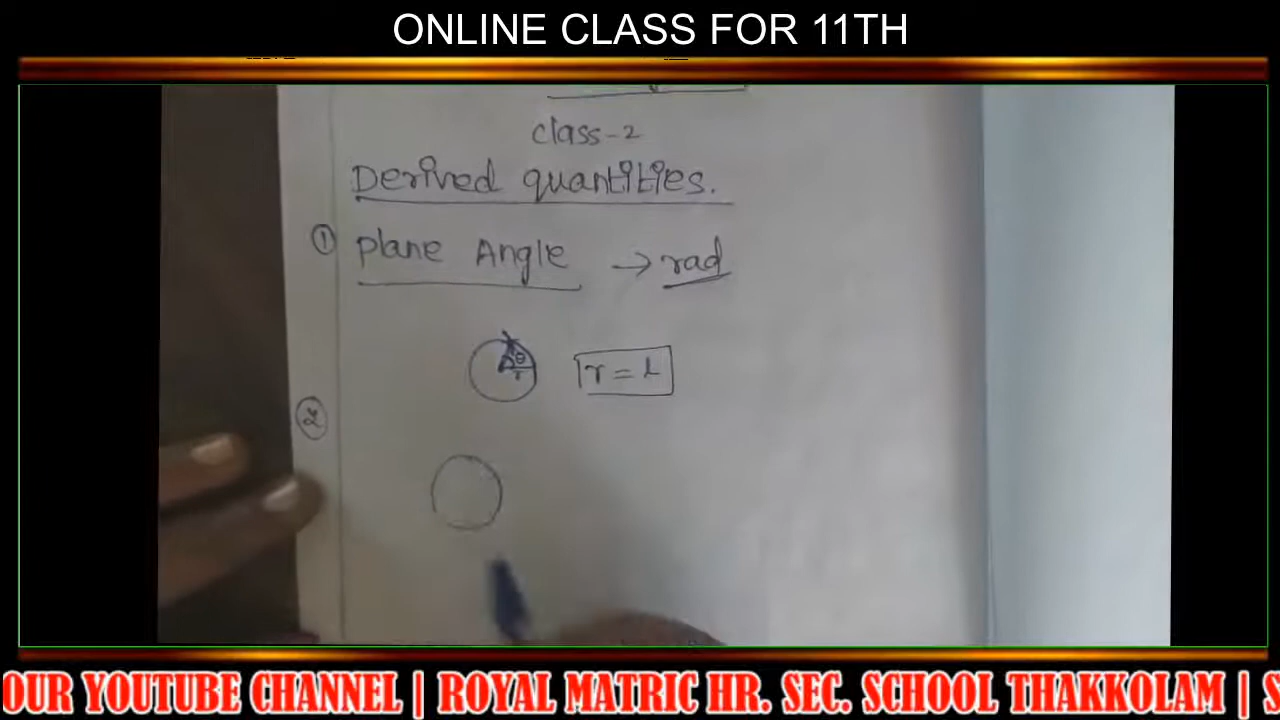 ONLINE CLASS FOR 11TH
class-2
Derived quantities.
① plane Angle → rad
θ
r
r = L
②
OUR YOUTUBE CHANNEL | ROYAL MATRIC HR. SEC. SCHOOL THAKKOLAM | S